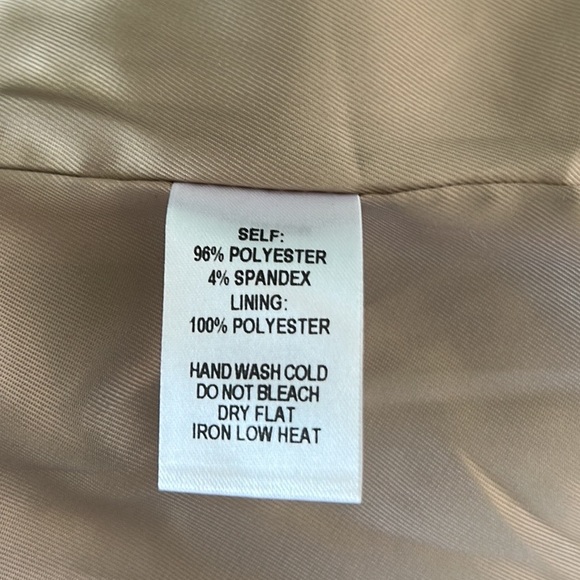 SELF:
96% POLYESTER
4% SPANDEX
LINING:
100% POLYESTER
HAND WASH COLD
DO NOT BLEACH
DRY FLAT
IRON LOW HEAT